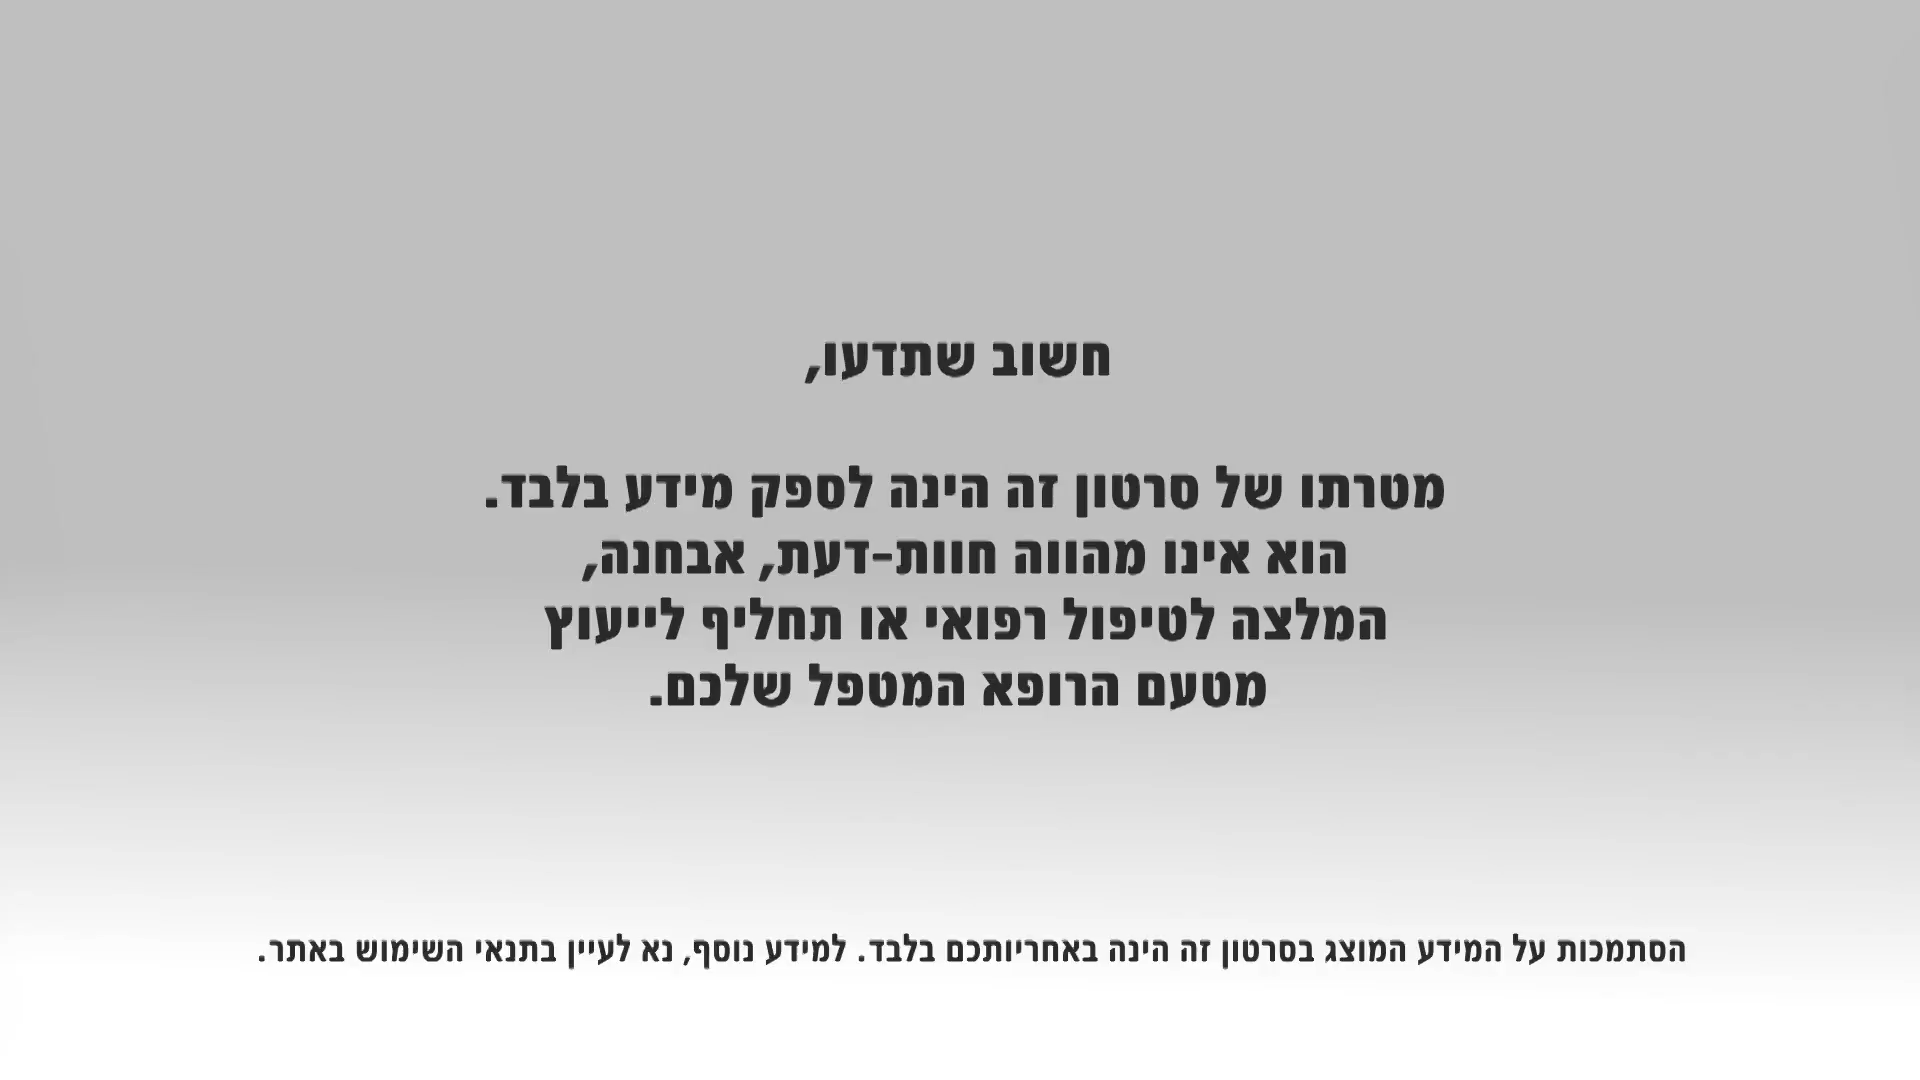 חשוב שתדעו,
מטרתו של סרטון זה הינה לספק מידע בלבד.
הוא אינו מהווה חוות-דעת, אבחנה,
המלצה לטיפול רפואי או תחליף לייעוץ
מטעם הרופא המטפל שלכם.
הסתמכות על המידע המוצג בסרטון זה הינה באחריותכם בלבד. למידע נוסף, נא לעיין בתנאי השימוש באתר.